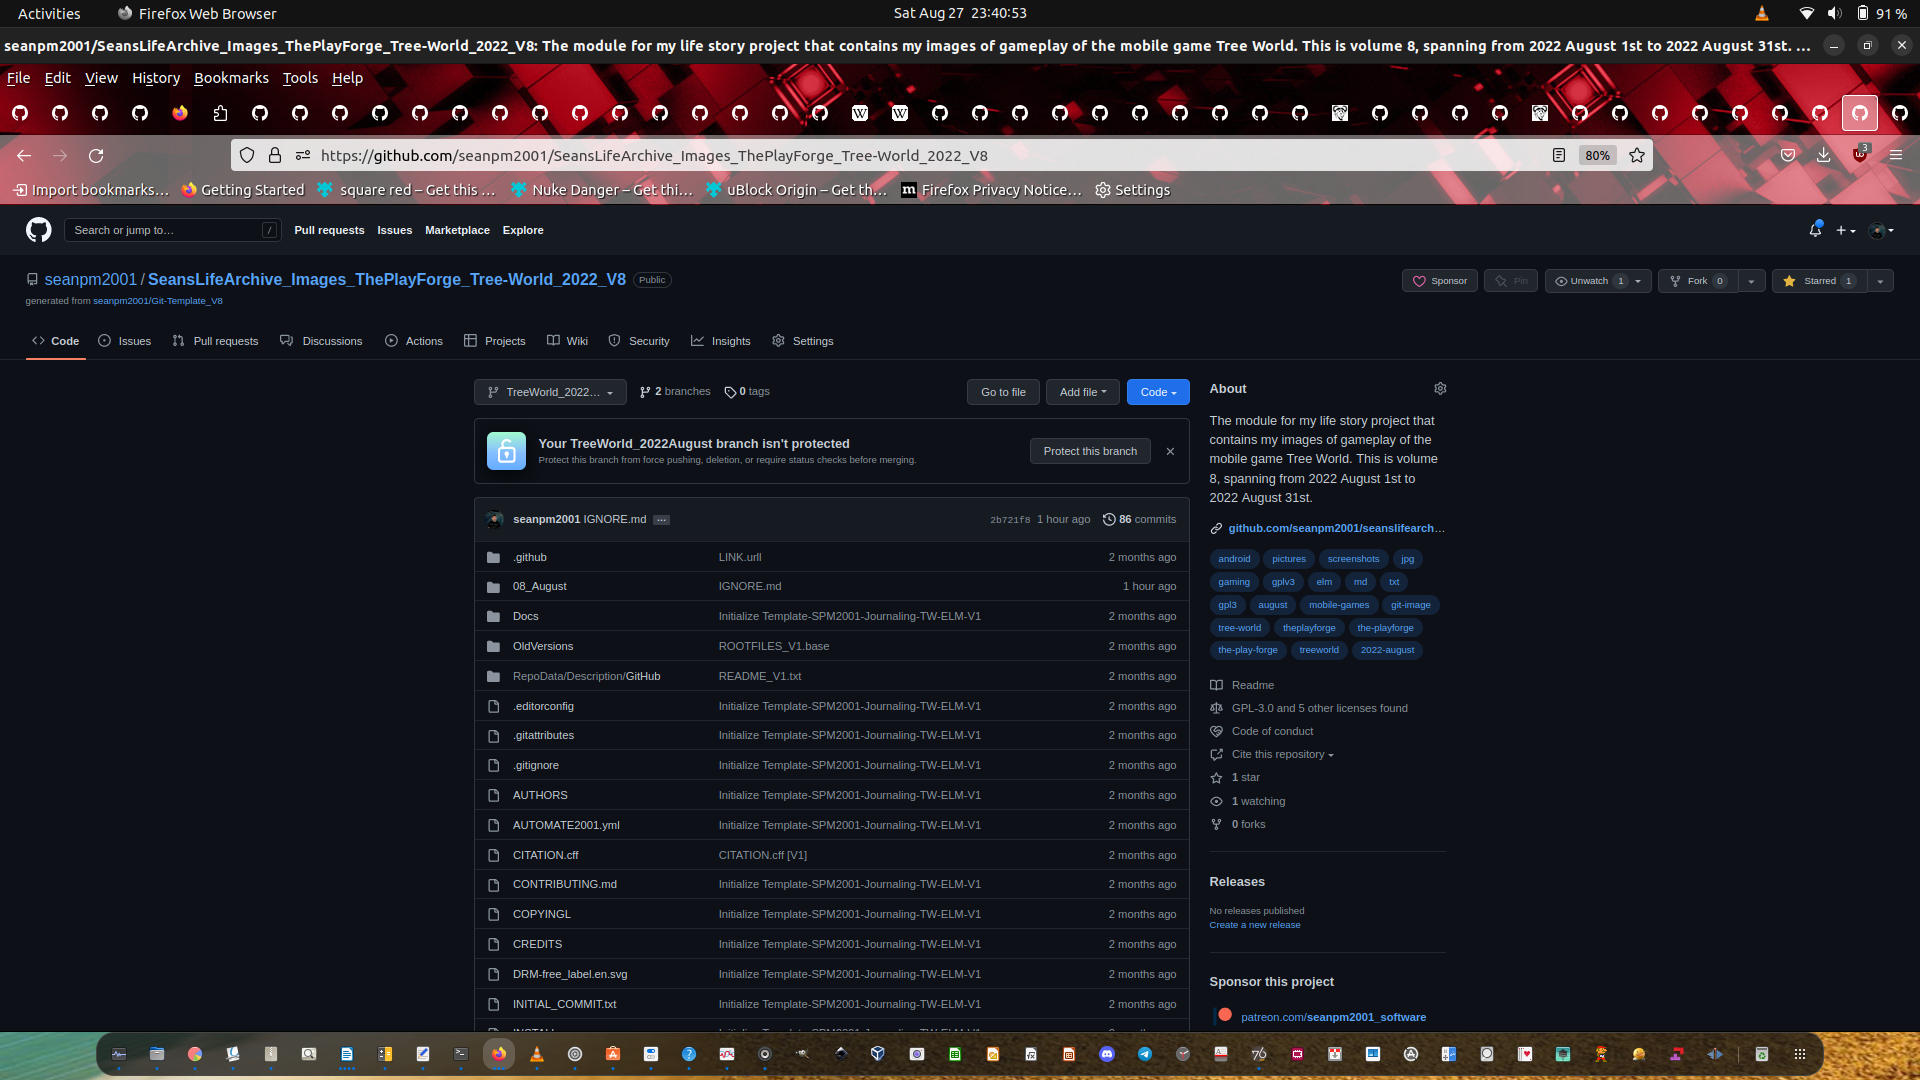 Activities
Firefox Web Browser
Sat Aug 27 23:40:53
91 %
seanpm2001/SeansLifeArchive_Images_ThePlayForge_Tree-World_2022_V8: The module for my life story project that contains my images of gameplay of the mobile game Tree World. This is volume 8, spanning from 2022 August 1st to 2022 August 31st. ...
File Edit View History Bookmarks Tools Help
https://github.com/seanpm2001/SeansLifeArchive_Images_ThePlayForge_Tree-World_2022_V8
80%
3
Import bookmarks... Getting Started square red – Get this ... Nuke Danger – Get thi... uBlock Origin – Get th... Firefox Privacy Notice... Settings
Search or jump to... /
Pull requests Issues Marketplace Explore
seanpm2001 / SeansLifeArchive_Images_ThePlayForge_Tree-World_2022_V8 Public
Sponsor Pin Unwatch 1 Fork 0 Starred 1
generated from seanpm2001/Git-Template_V8
Code Issues Pull requests Discussions Actions Projects Wiki Security Insights Settings
TreeWorld_2022... 2 branches 0 tags Go to file Add file Code
Your TreeWorld_2022August branch isn't protected
Protect this branch from force pushing, deletion, or require status checks before merging.
Protect this branch
seanpm2001 IGNORE.md ... 2b721f8 1 hour ago 86 commits
.github LINK.urll 2 months ago
08_August IGNORE.md 1 hour ago
Docs Initialize Template-SPM2001-Journaling-TW-ELM-V1 2 months ago
OldVersions ROOTFILES_V1.base 2 months ago
RepoData/Description/GitHub README_V1.txt 2 months ago
.editorconfig Initialize Template-SPM2001-Journaling-TW-ELM-V1 2 months ago
.gitattributes Initialize Template-SPM2001-Journaling-TW-ELM-V1 2 months ago
.gitignore Initialize Template-SPM2001-Journaling-TW-ELM-V1 2 months ago
AUTHORS Initialize Template-SPM2001-Journaling-TW-ELM-V1 2 months ago
AUTOMATE2001.yml Initialize Template-SPM2001-Journaling-TW-ELM-V1 2 months ago
CITATION.cff CITATION.cff [V1] 2 months ago
CONTRIBUTING.md Initialize Template-SPM2001-Journaling-TW-ELM-V1 2 months ago
COPYINGL Initialize Template-SPM2001-Journaling-TW-ELM-V1 2 months ago
CREDITS Initialize Template-SPM2001-Journaling-TW-ELM-V1 2 months ago
DRM-free_label.en.svg Initialize Template-SPM2001-Journaling-TW-ELM-V1 2 months ago
INITIAL_COMMIT.txt Initialize Template-SPM2001-Journaling-TW-ELM-V1 2 months ago
About
The module for my life story project that
contains my images of gameplay of the
mobile game Tree World. This is volume
8, spanning from 2022 August 1st to
2022 August 31st.
github.com/seanpm2001/seanslifearch...
android pictures screenshots jpg
gaming gplv3 elm md txt
gpl3 august mobile-games git-image
tree-world theplayforge the-playforge
the-play-forge treeworld 2022-august
Readme
GPL-3.0 and 5 other licenses found
Code of conduct
Cite this repository
1 star
1 watching
0 forks
Releases
No releases published
Create a new release
Sponsor this project
patreon.com/seanpm2001_software